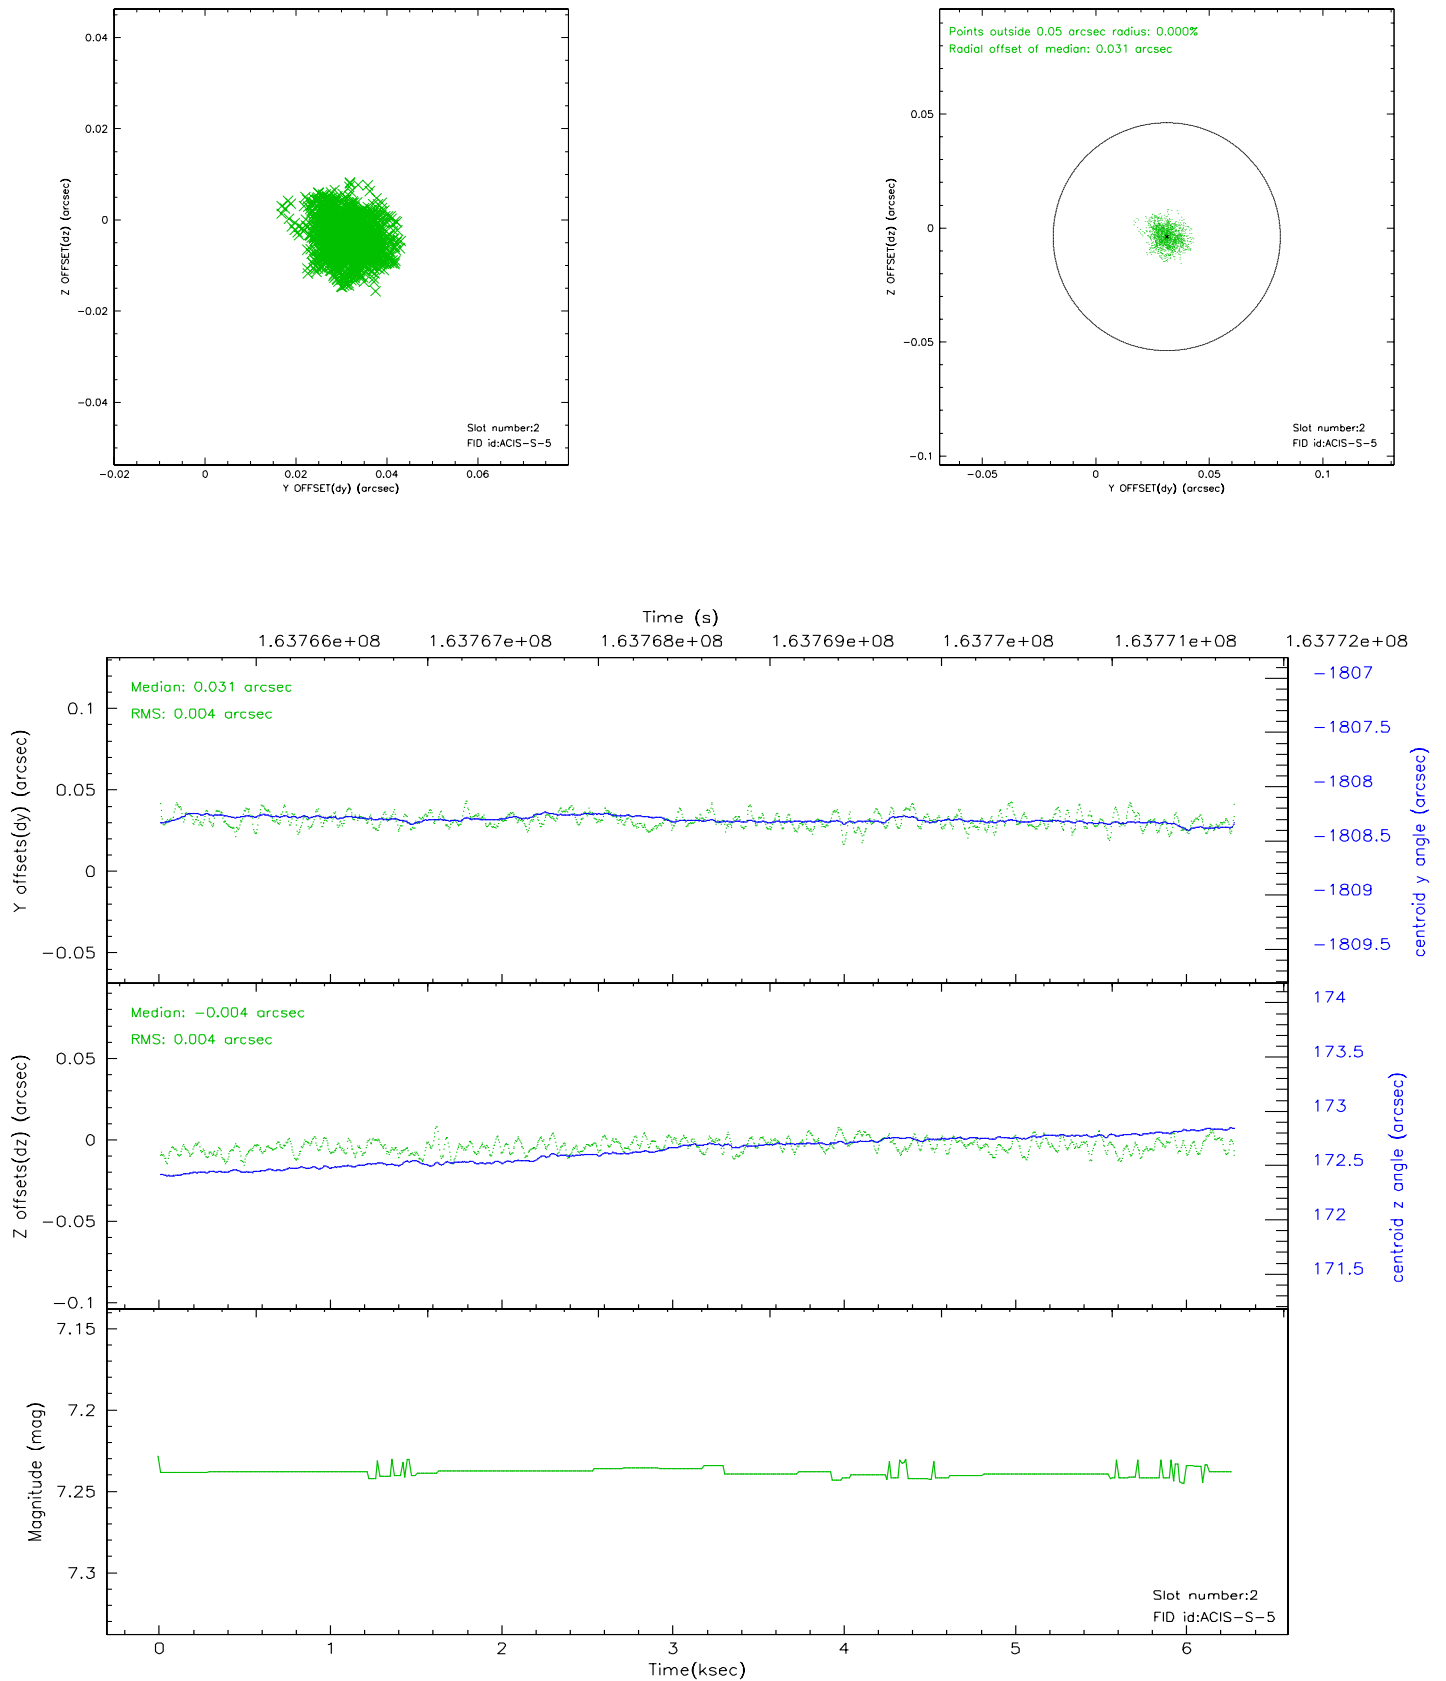 0.04
0.02
0
-0.02
-0.04
Z OFFSET(dz) (arcsec)
Slot number:2
FID id:ACIS-S-5
-0.02 0 0.02 0.04 0.06
Y OFFSET(dy) (arcsec)
Points outside 0.05 arcsec radius: 0.000%
Radial offset of median: 0.031 arcsec
0.05
0
-0.05
-0.1
Z OFFSET(dz) (arcsec)
Slot number:2
FID id:ACIS-S-5
-0.05 0 0.05 0.1
Y OFFSET(dy) (arcsec)
Time (s)
1.63766e+08 1.63767e+08 1.63768e+08 1.63769e+08 1.6377e+08 1.63771e+08 1.63772e+08
Median: 0.031 arcsec
RMS: 0.004 arcsec
0.1
0.05
0
-0.05
Y offsets(dy) (arcsec)
-1807
-1807.5
-1808
-1808.5
-1809
-1809.5
centroid y angle (arcsec)
Median: -0.004 arcsec
RMS: 0.004 arcsec
0.05
0
-0.05
-0.1
Z offsets(dz) (arcsec)
174
173.5
173
172.5
172
171.5
centroid z angle (arcsec)
7.15
7.2
7.25
7.3
Magnitude (mag)
Slot number:2
FID id:ACIS-S-5
0 1 2 3 4 5 6
Time(ksec)